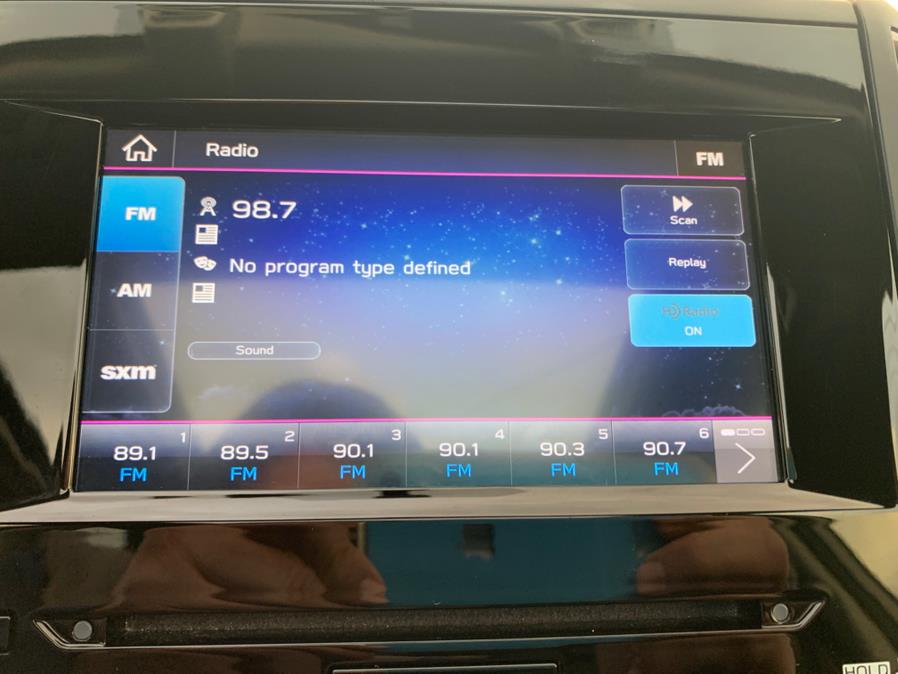 Radio
FM
FM
98.7
Scan
No program type defined
Replay
AM
HD Radio
ON
Sound
sxm
1
2
3
4
5
6
89.1
89.5
90.1
90.1
90.3
90.7
FM
FM
FM
FM
FM
FM
HOLD